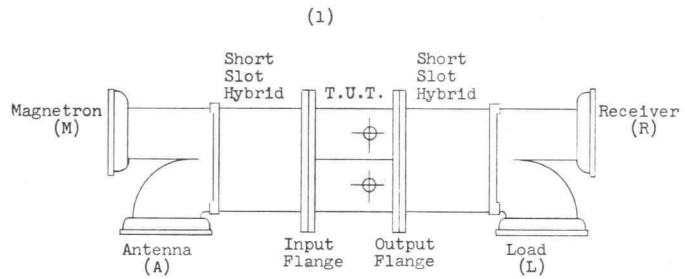 (1)
Short
Slot
Hybrid
T.U.T.
Short
Slot
Hybrid
Magnetron
(M)
Receiver
(R)
Antenna
(A)
Input
Flange
Output
Flange
Load
(L)